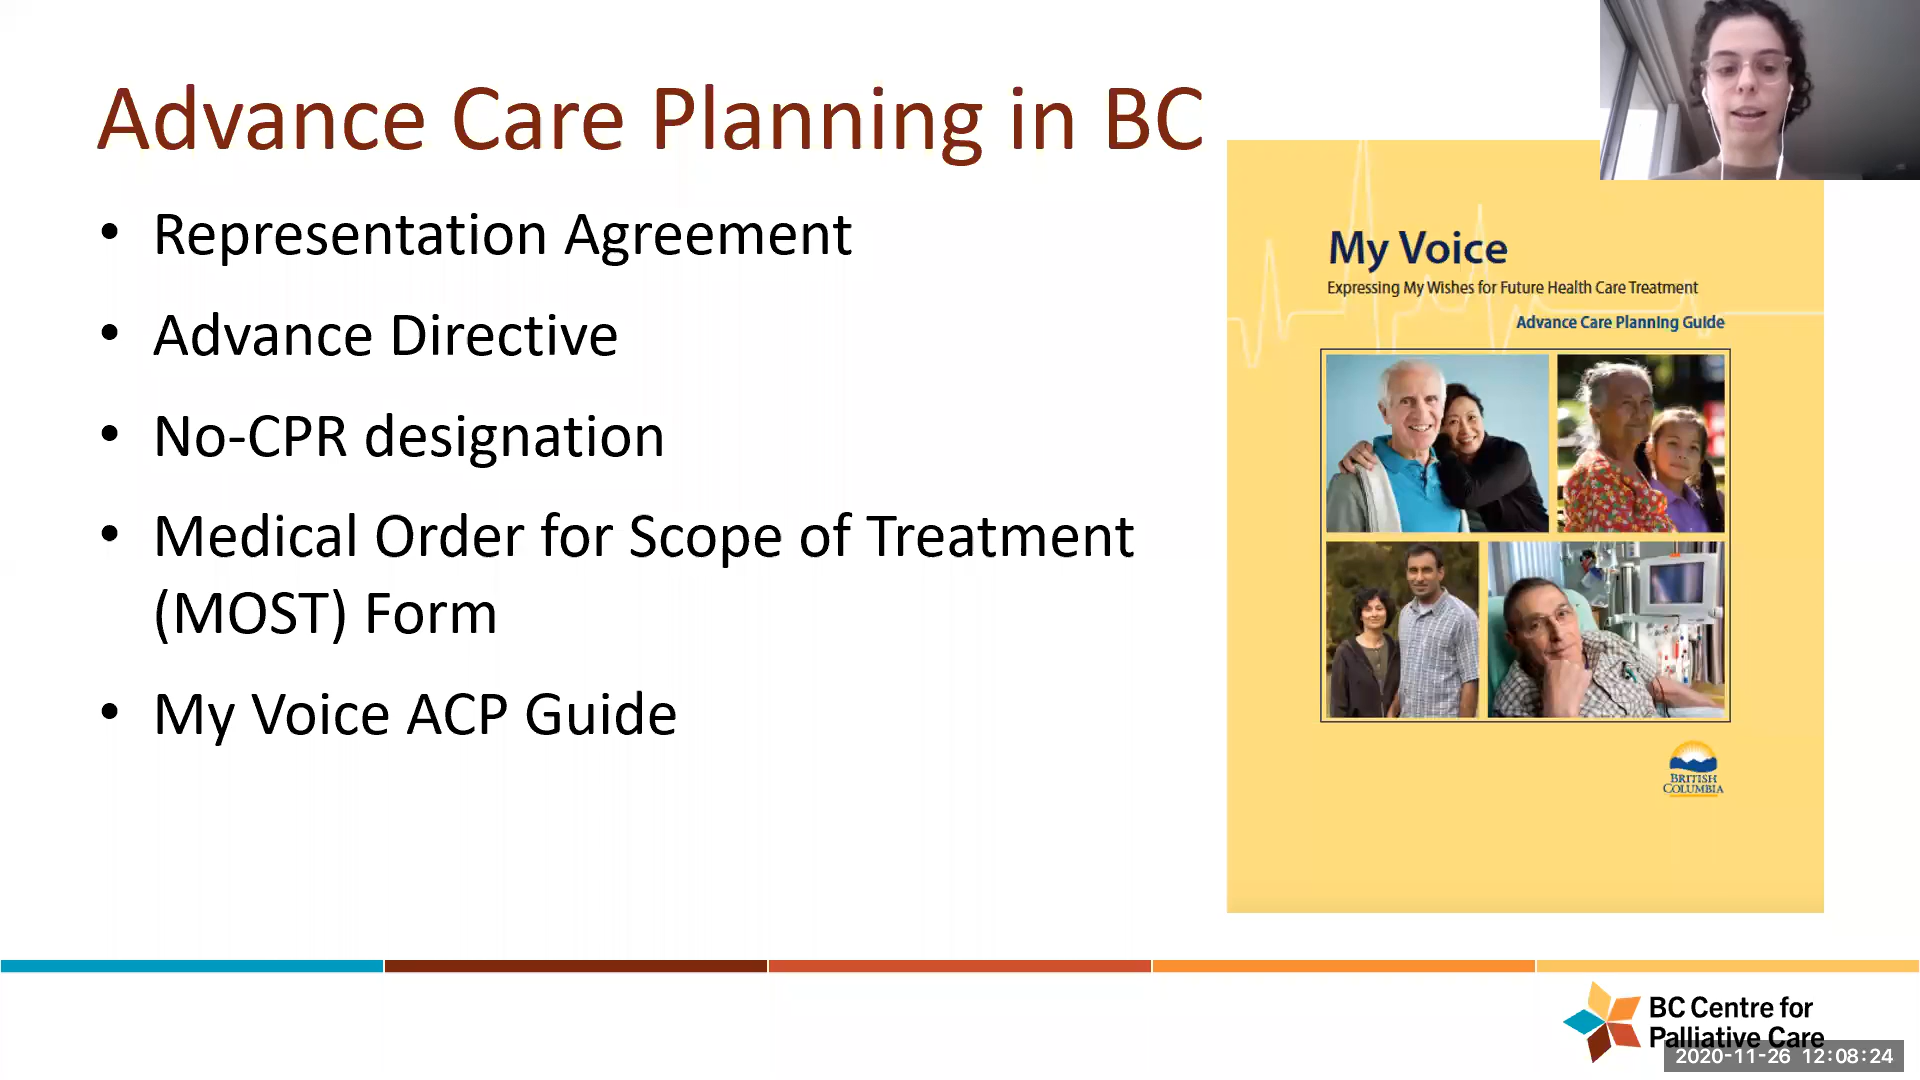 Advance Care Planning in BC
• Representation Agreement
• Advance Directive
• No-CPR designation
• Medical Order for Scope of Treatment
(MOST) Form
• My Voice ACP Guide
My Voice
Expressing My Wishes for Future Health Care Treatment
Advance Care Planning Guide
BRITISH
COLUMBIA
BC Centre for
Palliative Care
2020-11-26 12:08:24